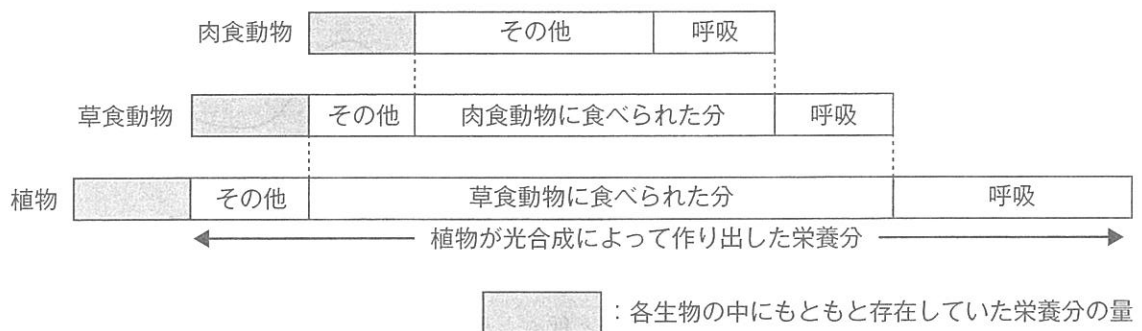 肉食動物 その他 呼吸
草食動物 その他 肉食動物に食べられた分 呼吸
植物 その他 草食動物に食べられた分 呼吸
植物が光合成によって作り出した栄養分
：各生物の中にもともと存在していた栄養分の量